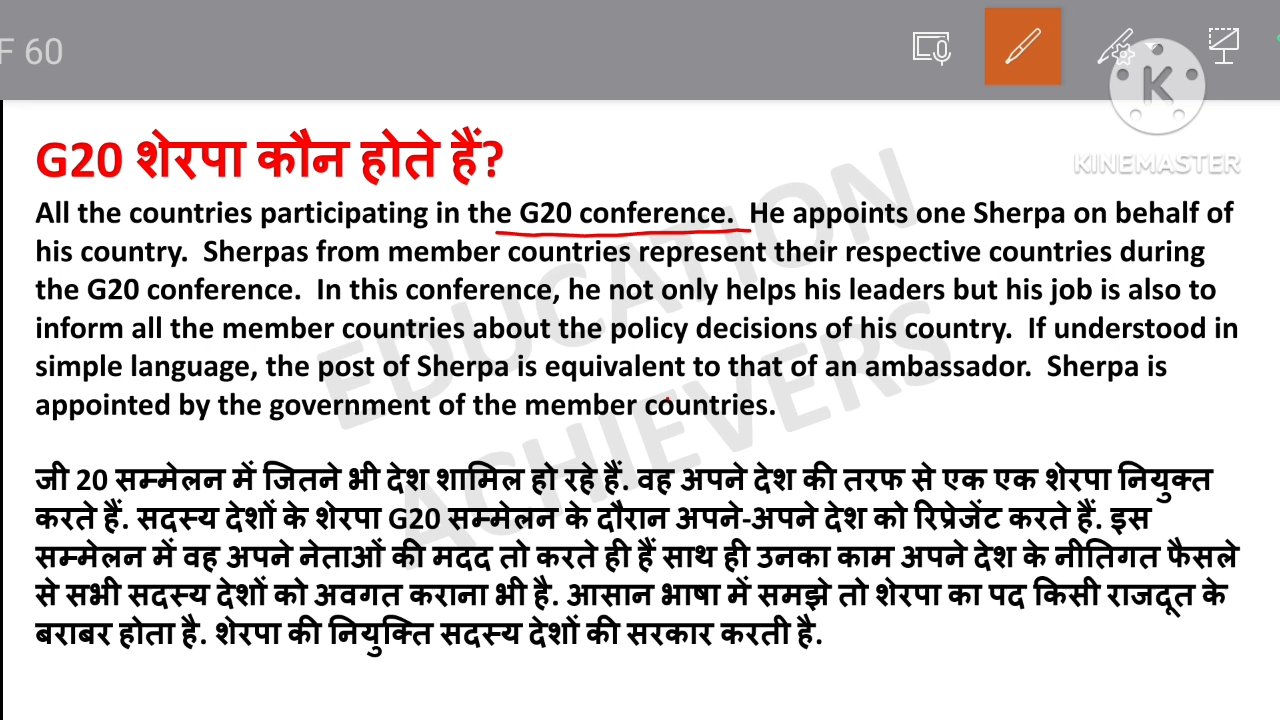 F 60
KINEMASTER
G20 शेरपा कौन होते हैं?
All the countries participating in the G20 conference. He appoints one Sherpa on behalf of
his country. Sherpas from member countries represent their respective countries during
the G20 conference. In this conference, he not only helps his leaders but his job is also to
inform all the member countries about the policy decisions of his country. If understood in
simple language, the post of Sherpa is equivalent to that of an ambassador. Sherpa is
appointed by the government of the member countries.
जी 20 सम्मेलन में जितने भी देश शामिल हो रहे हैं. वह अपने देश की तरफ से एक एक शेरपा नियुक्त
करते हैं. सदस्य देशों के शेरपा G20 सम्मेलन के दौरान अपने-अपने देश को रिप्रेजेंट करते हैं. इस
सम्मेलन में वह अपने नेताओं की मदद तो करते ही हैं साथ ही उनका काम अपने देश के नीतिगत फैसले
से सभी सदस्य देशों को अवगत कराना भी है. आसान भाषा में समझे तो शेरपा का पद किसी राजदूत के
बराबर होता है. शेरपा की नियुक्ति सदस्य देशों की सरकार करती है.
EDUCATION
ACHIEVERS